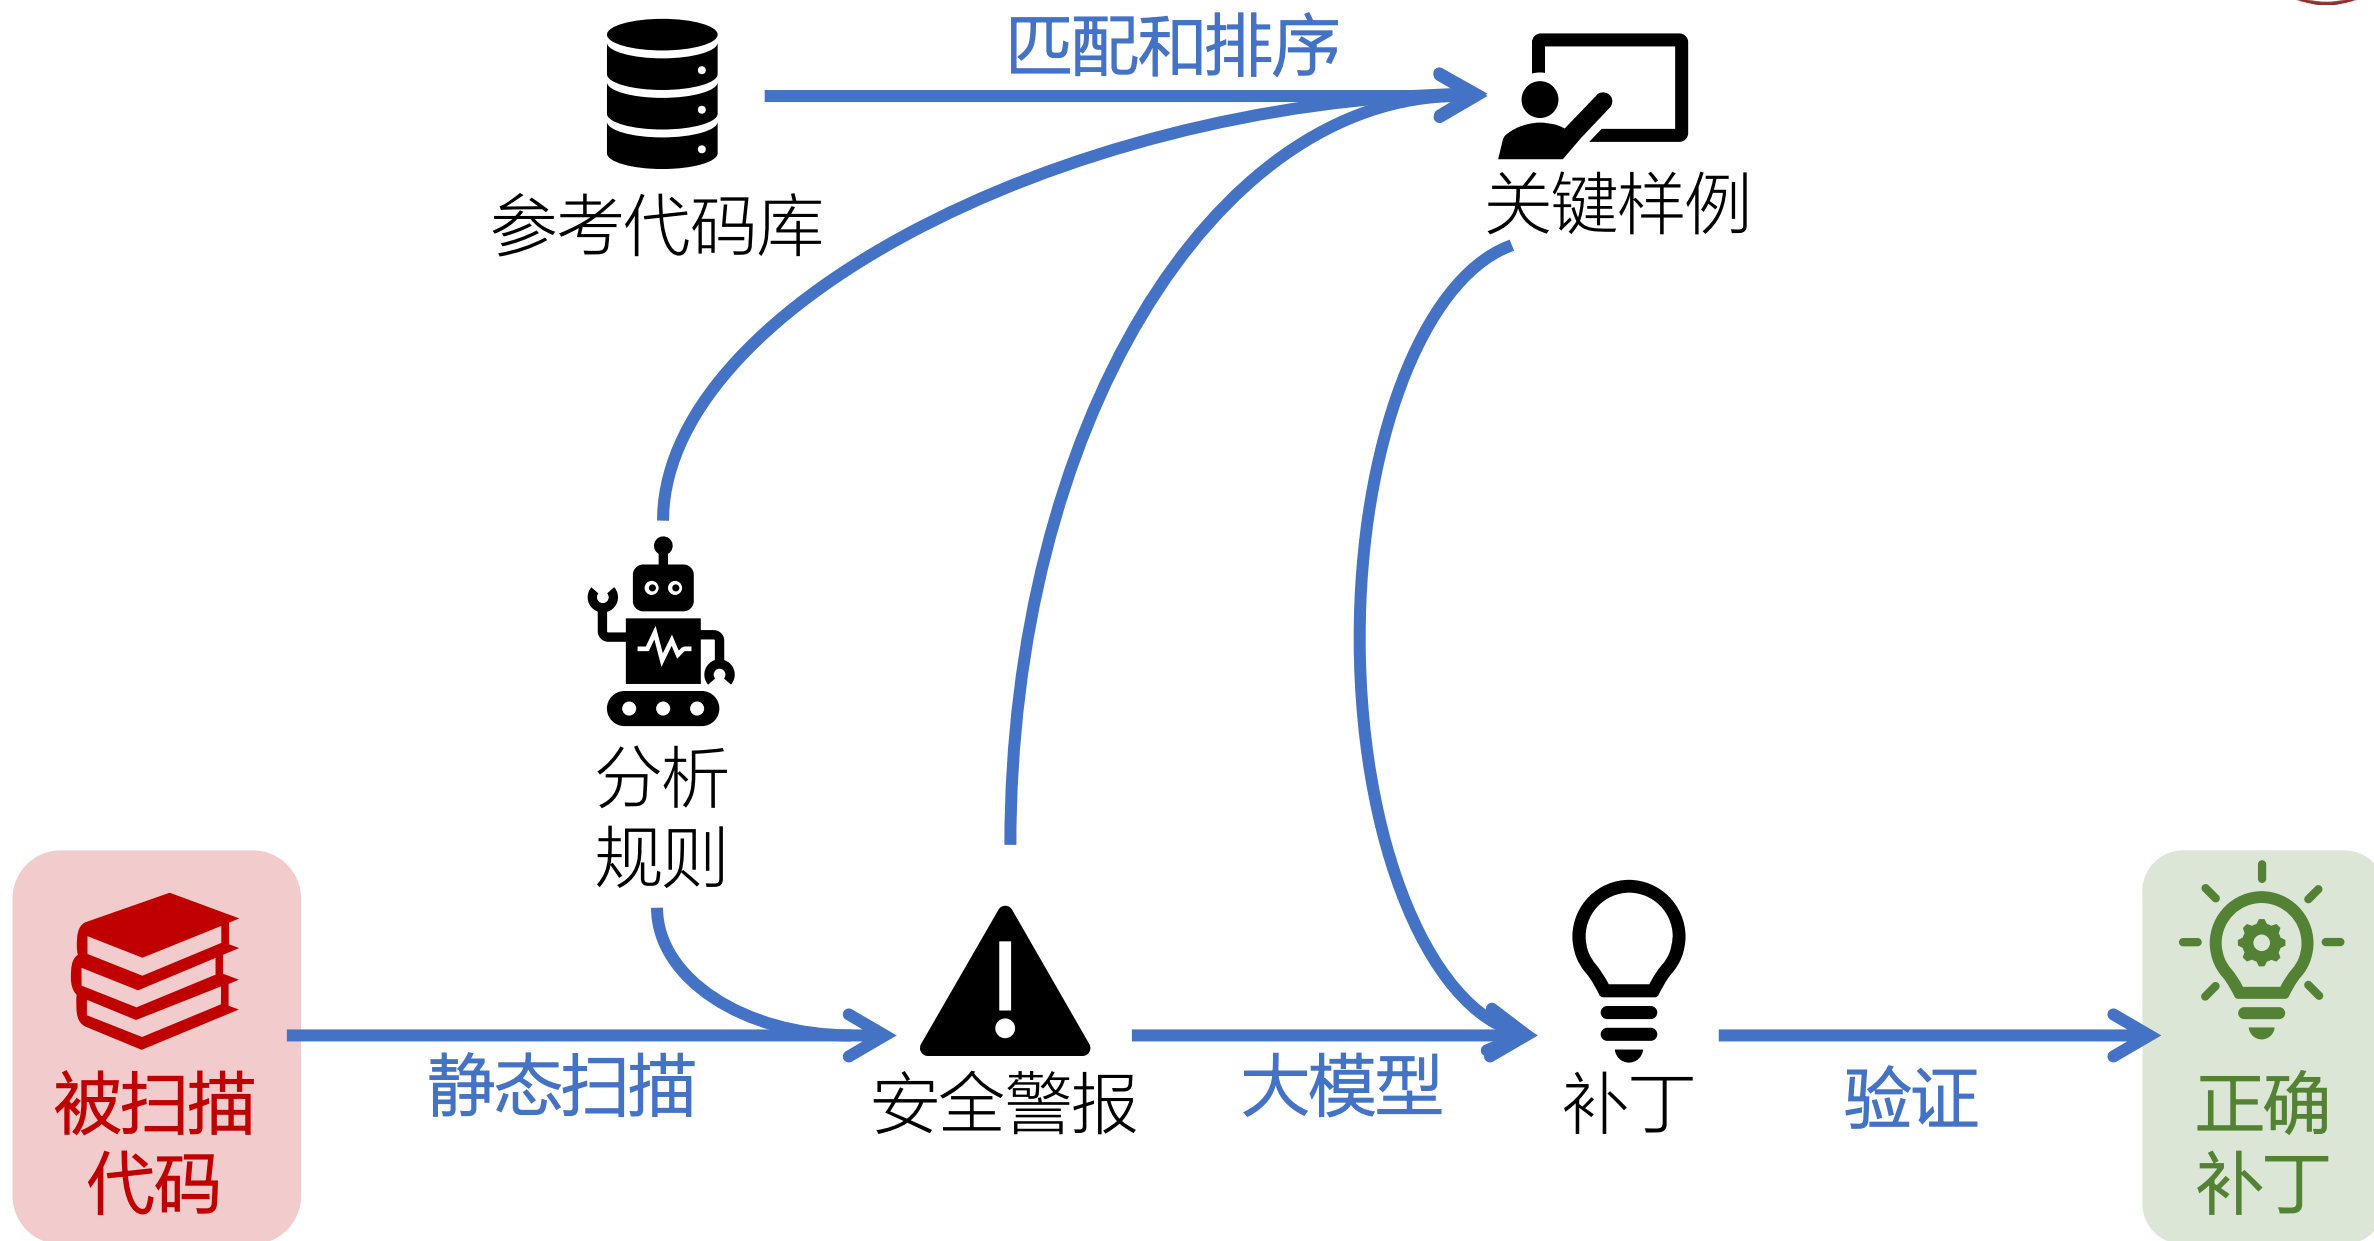 匹配和排序
参考代码库
关键样例
分析
规则
被扫描
代码
静态扫描
安全警报
大模型
补丁
验证
正确
补丁